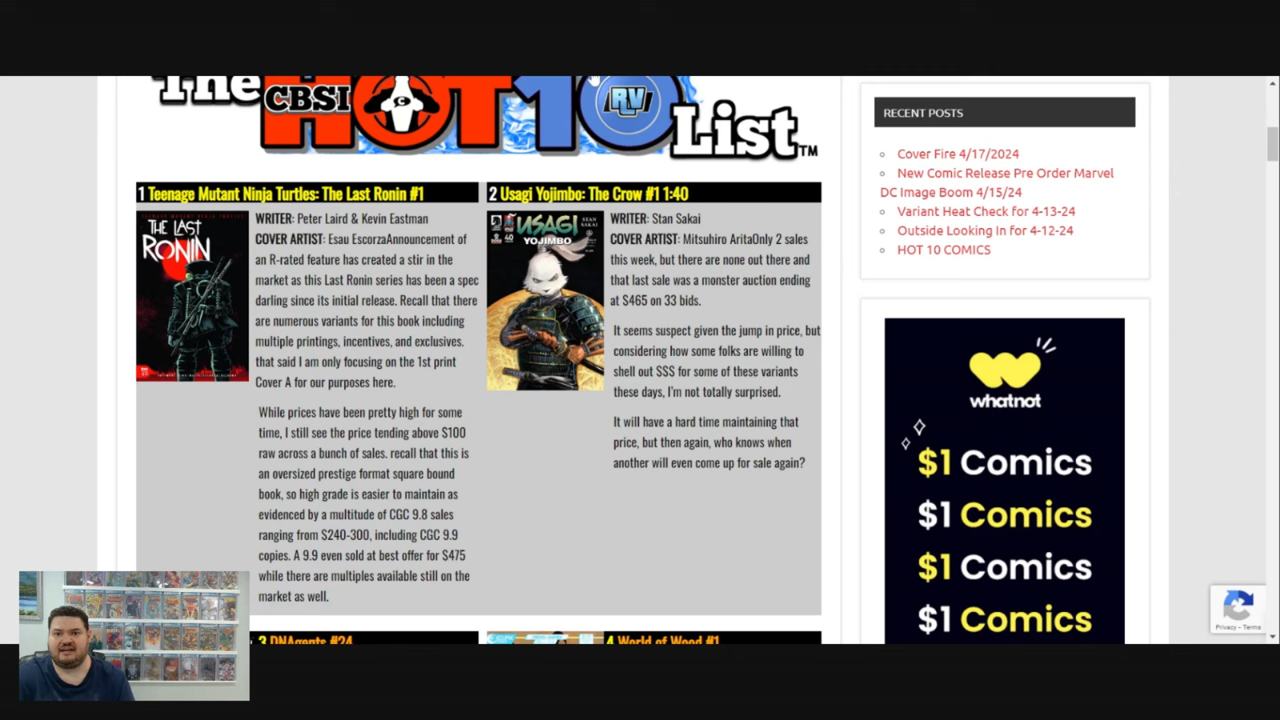 The CBSI HOT 10 RV List™
1 Teenage Mutant Ninja Turtles: The Last Ronin #1
THE LAST
RONIN
WRITER: Peter Laird & Kevin Eastman
COVER ARTIST: Esau EscorzaAnnouncement of
an R-rated feature has created a stir in the
market as this Last Ronin series has been a spec
darling since its initial release. Recall that there
are numerous variants for this book including
multiple printings, incentives, and exclusives.
that said I am only focusing on the 1st print
Cover A for our purposes here.
While prices have been pretty high for some
time, I still see the price tending above $100
raw across a bunch of sales. recall that this is
an oversized prestige format square bound
book, so high grade is easier to maintain as
evidenced by a multitude of CGC 9.8 sales
ranging from $240-300, including CGC 9.9
copies. A 9.9 even sold at best offer for $475
while there are multiples available still on the
market as well.
2 Usagi Yojimbo: The Crow #1 1:40
USAGI
YOJIMBO
STAN
SAKAI
40
WRITER: Stan Sakai
COVER ARTIST: Mitsuhiro AritaOnly 2 sales
this week, but there are none out there and
that last sale was a monster auction ending
at $465 on 33 bids.
It seems suspect given the jump in price, but
considering how some folks are willing to
shell out $$$ for some of these variants
these days, I'm not totally surprised.
It will have a hard time maintaining that
price, but then again, who knows when
another will even come up for sale again?
3 DNAgents #24
4 World of Wood #1
RECENT POSTS
Cover Fire 4/17/2024
New Comic Release Pre Order Marvel
DC Image Boom 4/15/24
Variant Heat Check for 4-13-24
Outside Looking In for 4-12-24
HOT 10 COMICS
whatnot
$1 Comics
$1 Comics
$1 Comics
$1 Comics
Privacy - Terms